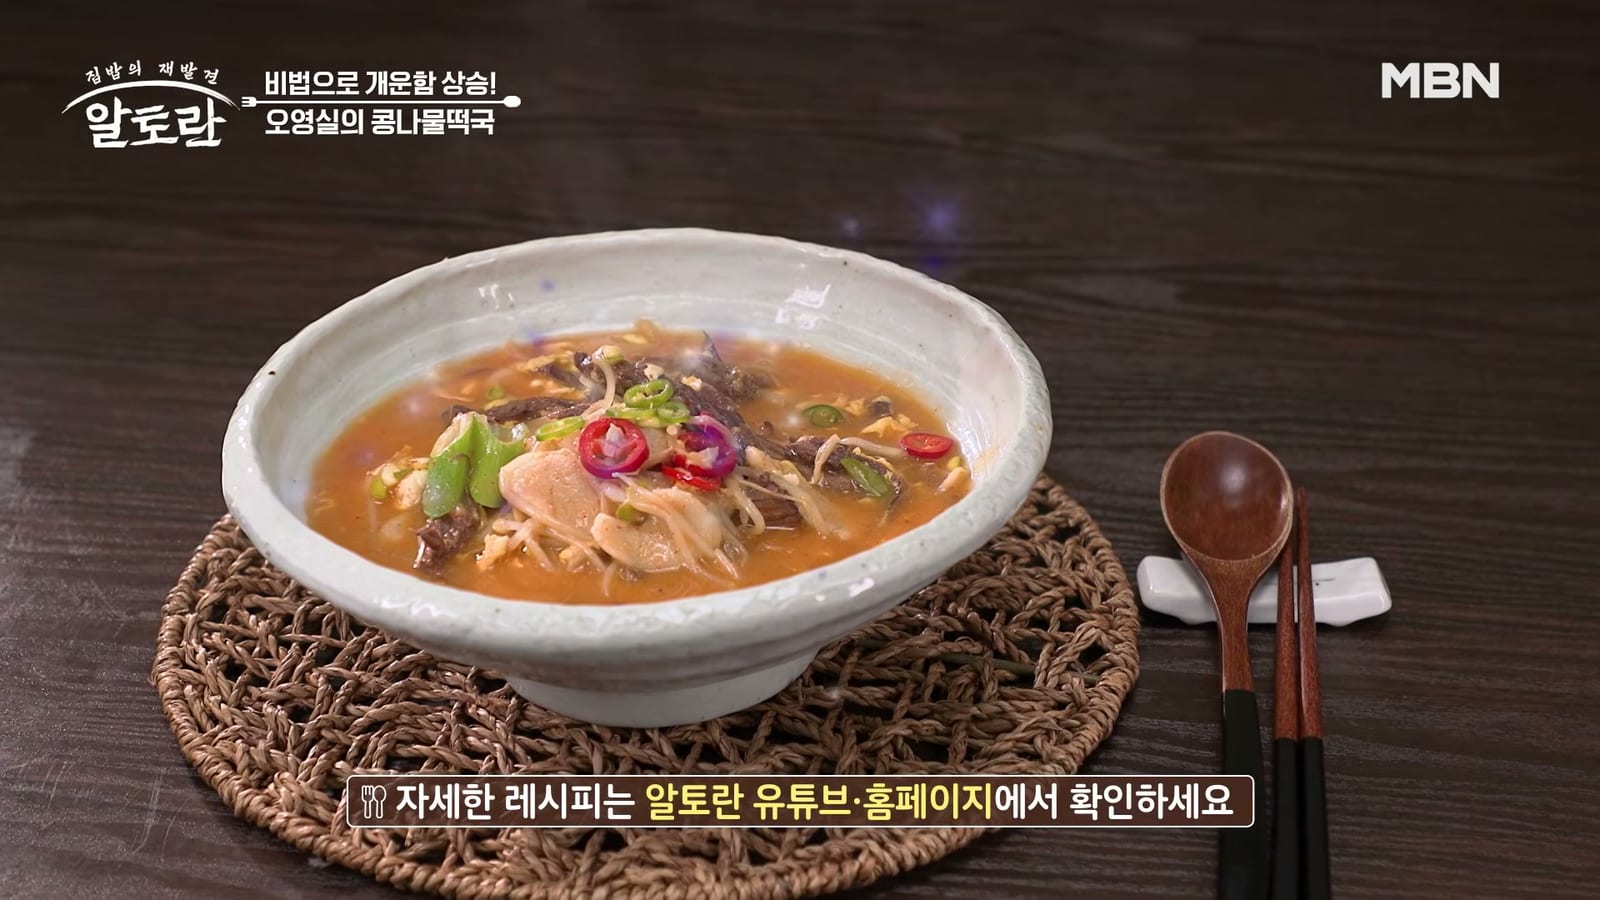 집밥의 재발견
알토란
비법으로 개운함 상승!
오영실의 콩나물떡국
MBN
자세한 레시피는 알토란 유튜브·홈페이지에서 확인하세요